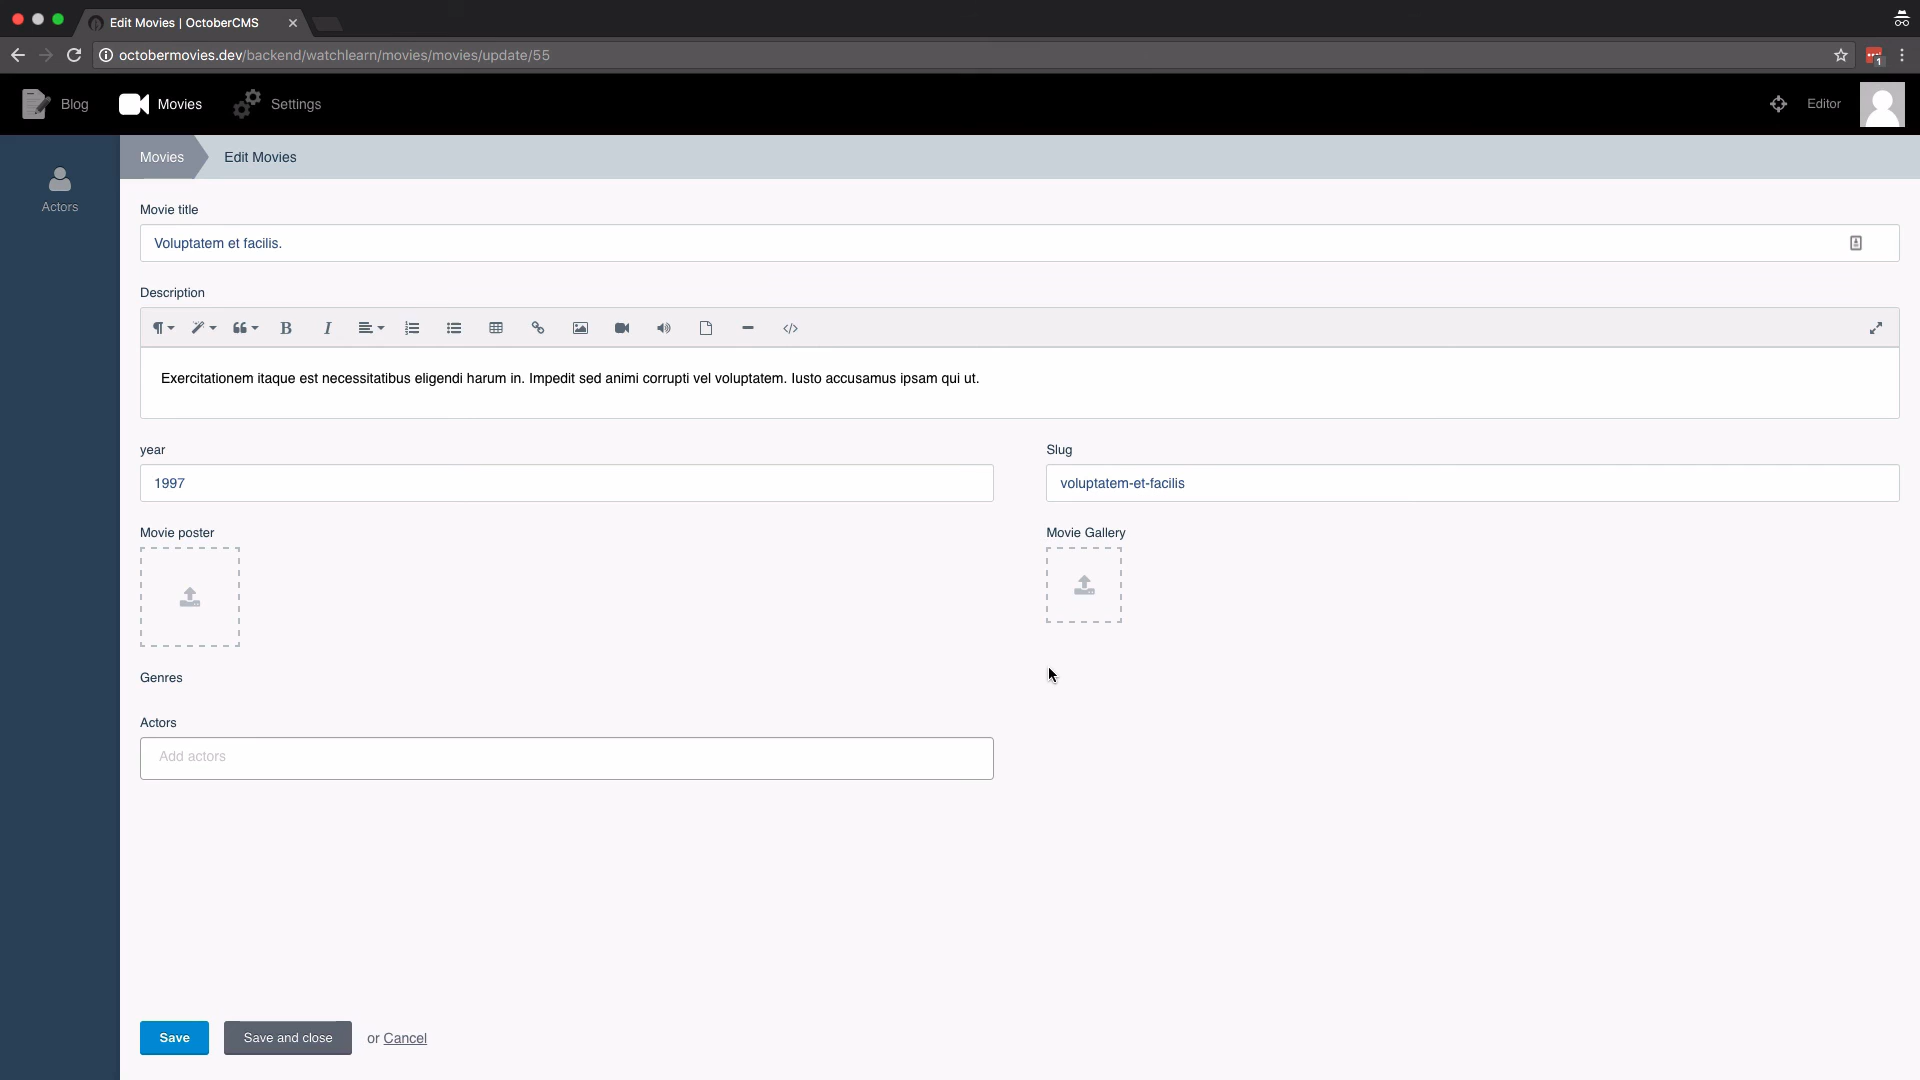 Edit Movies | OctoberCMS
octobermovies.dev/backend/watchlearn/movies/movies/update/55
1
Blog
Movies
Settings
Editor
Actors
Movies
Edit Movies
Movie title
Voluptatem et facilis.
Description
Exercitationem itaque est necessitatibus eligendi harum in. Impedit sed animi corrupti vel voluptatem. Iusto accusamus ipsam qui ut.
year
Slug
1997
voluptatem-et-facilis
Movie poster
Movie Gallery
Genres
Actors
Add actors
Save
Save and close
or Cancel